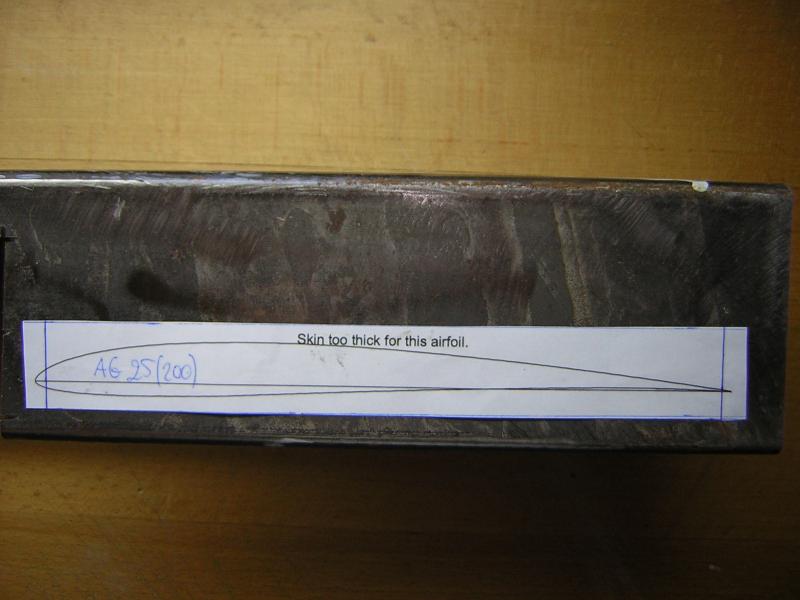 Skin too thick for this airfoil.
AG 25(200)